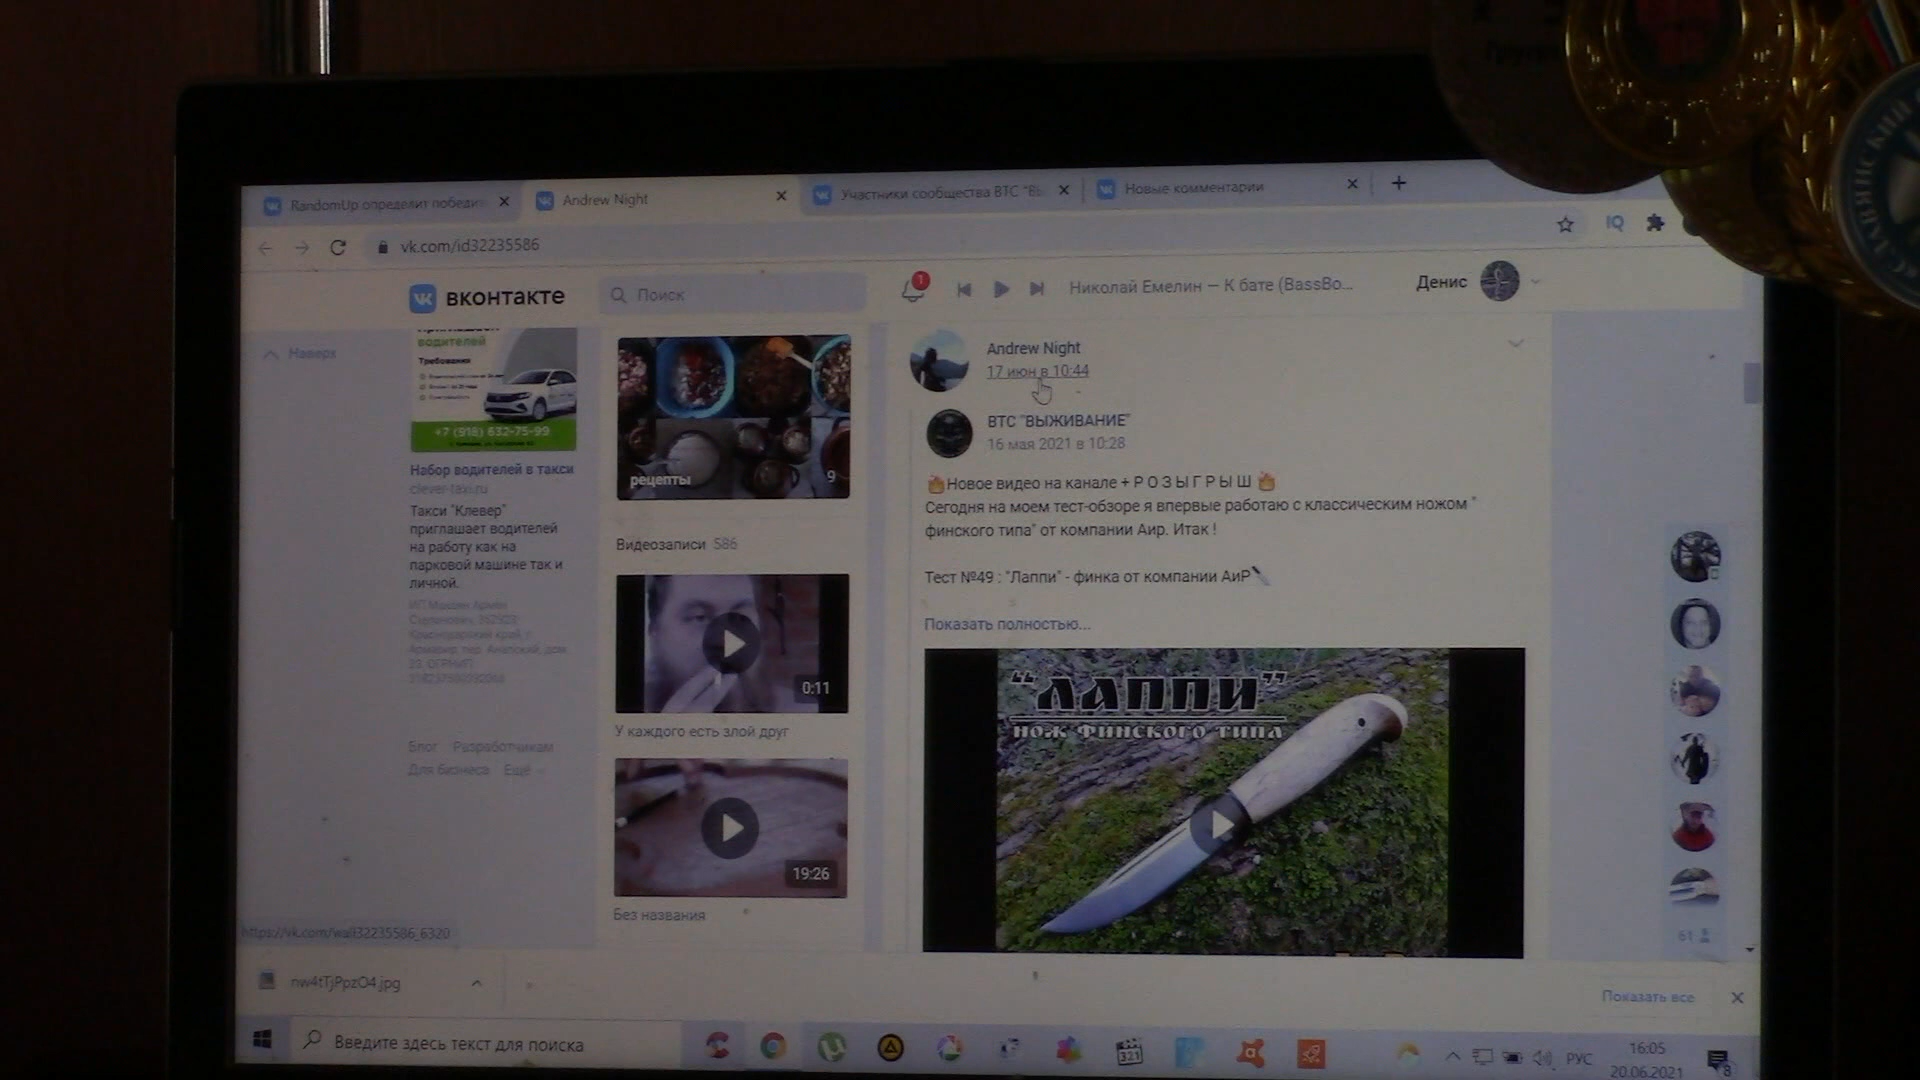 RandomUp определит победи
Andrew Night
Участники сообщества ВТС "Вы
Новые комментарии
vk.com/id32235586
IQ
вконтакте
Поиск
1
Николай Емелин — К бате (BassBo...
Денис
Наверх
водителей
Требования
+7 (918) 632-75-99
Набор водителей в такси
clever-taxi.ru
Такси "Клевер"
приглашает водителей
на работу как на
парковой машине так и
личной.
Блог Разработчикам
Для бизнеса Ещё
рецепты 9
Видеозаписи 586
0:11
У каждого есть злой друг
19:26
Без названия
Andrew Night
17 июн в 10:44
ВТС "ВЫЖИВАНИЕ"
16 мая 2021 в 10:28
Новое видео на канале + Р О З Ы Г Р Ы Ш
Сегодня на моем тест-обзоре я впервые работаю с классическим ножом "
финского типа" от компании Аир. Итак !
Тест №49 : "Лаппи" - финка от компании АиР
Показать полностью...
"ЛАППИ"
НОЖ ФИНСКОГО ТИПА
61
https://vk.com/wall32235586_6320
nw4tTjPpzO4.jpg
Показать все
Введите здесь текст для поиска
321
РУС
16:05
20.06.2021
8